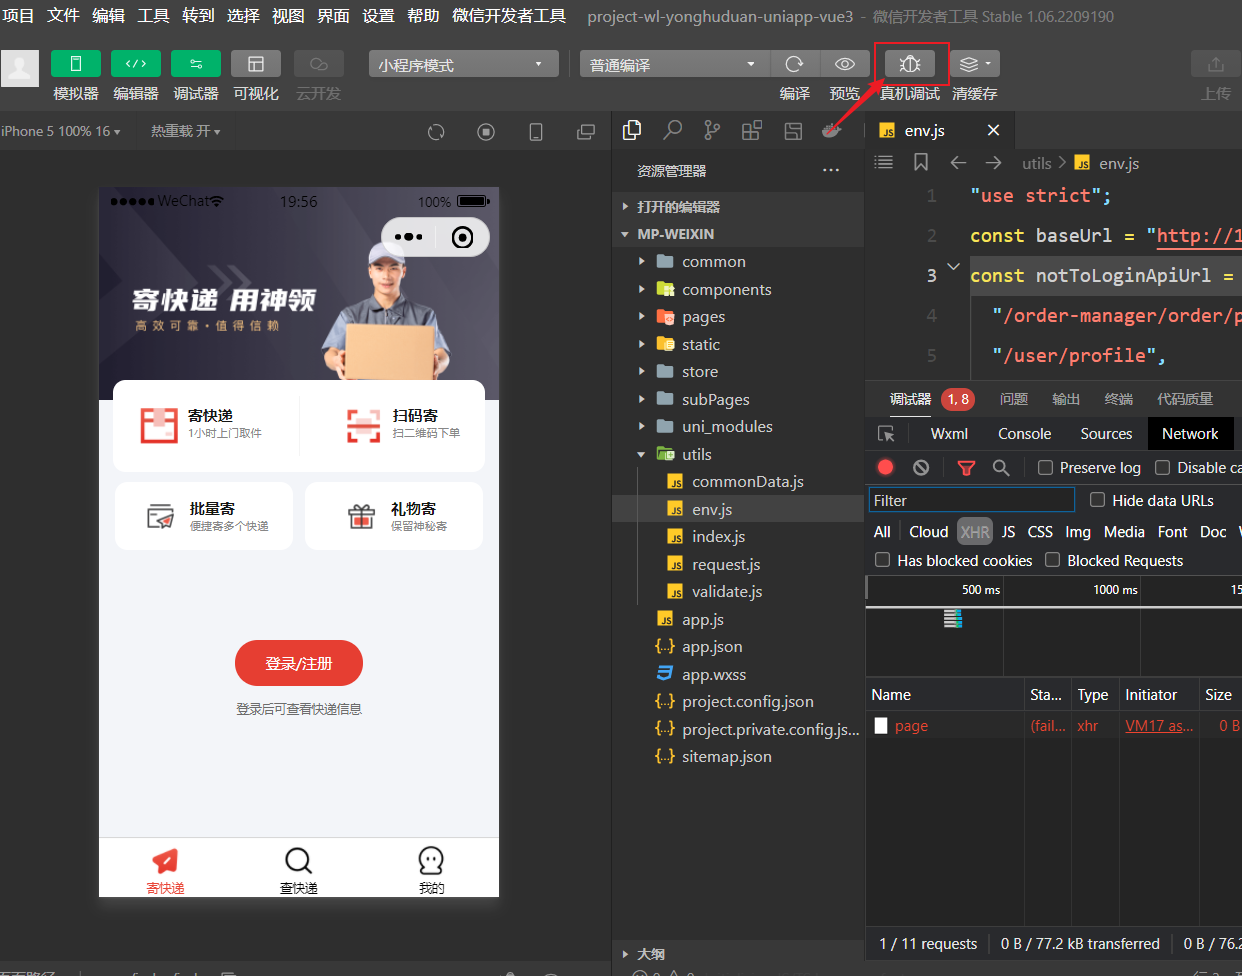 项目 文件 编辑 工具 转到 选择 视图 界面 设置 帮助 微信开发者工具 project-wl-yonghuduan-uniapp-vue3 - 微信开发者工具 Stable 1.06.2209190
小程序模式 普通编译
模拟器 编辑器 调试器 可视化 云开发 编译 预览 真机调试 清缓存 上传
iPhone 5 100% 16 热重载 开
WeChat 19:56 100%
寄快递 用神领
高效可靠·值得信赖
寄快递
1小时上门取件
扫码寄
扫二维码下单
批量寄
便捷寄多个快递
礼物寄
保留神秘寄
登录/注册
登录后可查看快递信息
寄快递 查快递 我的
资源管理器 ...
打开的编辑器
MP-WEIXIN
common
components
pages
static
store
subPages
uni_modules
utils
commonData.js
env.js
index.js
request.js
validate.js
app.js
app.json
app.wxss
project.config.json
project.private.config.js...
sitemap.json
大纲
JS env.js
utils > JS env.js
1 "use strict";
2 const baseUrl = "http://1
3 const notToLoginApiUrl =
4 "/order-manager/order/p
5 "/user/profile",
调试器 1, 8 问题 输出 终端 代码质量
Wxml Console Sources Network
Preserve log Disable ca
Filter Hide data URLs
All Cloud XHR JS CSS Img Media Font Doc
Has blocked cookies Blocked Requests
500 ms 1000 ms 15
Name Sta... Type Initiator Size
page (fail... xhr VM17 as... 0 B
1 / 11 requests 0 B / 77.2 kB transferred 0 B / 76.2